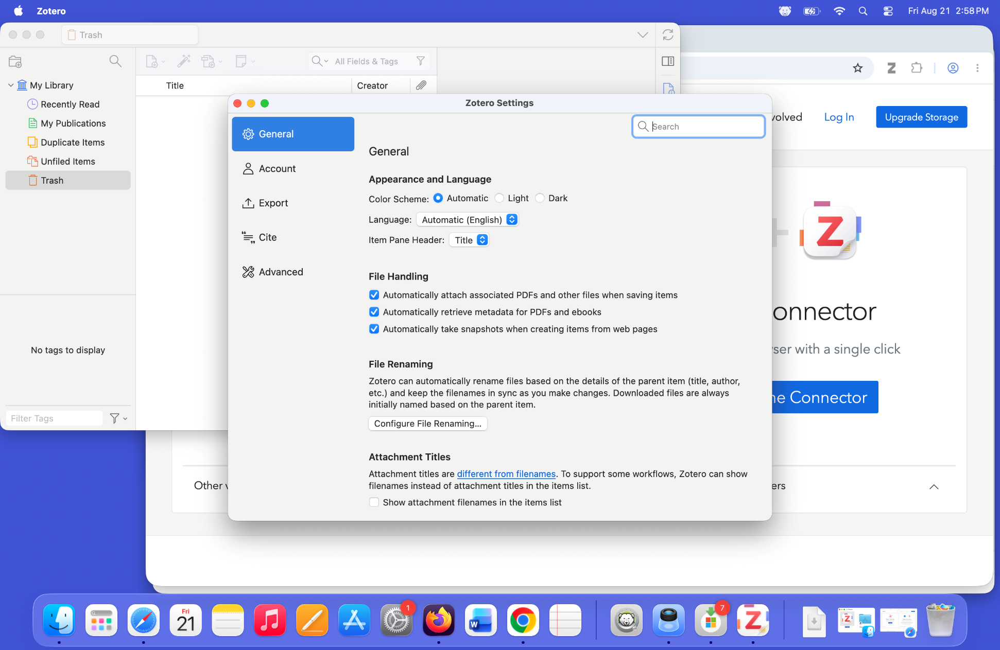 Zotero
Fri Aug 21 2:58 PM
Trash
All Fields & Tags
Title
Creator
My Library
Recently Read
My Publications
Duplicate Items
Unfiled Items
Trash
No tags to display
Filter Tags
Zotero Settings
Search
General
Account
Export
Cite
Advanced
General
Appearance and Language
Color Scheme: Automatic Light Dark
Language: Automatic (English)
Item Pane Header: Title
File Handling
Automatically attach associated PDFs and other files when saving items
Automatically retrieve metadata for PDFs and ebooks
Automatically take snapshots when creating items from web pages
File Renaming
Zotero can automatically rename files based on the details of the parent item (title, author,
etc.) and keep the filenames in sync as you make changes. Downloaded files are always
initially named based on the parent item.
Configure File Renaming...
Attachment Titles
Attachment titles are different from filenames. To support some workflows, Zotero can show
filenames instead of attachment titles in the items list.
Show attachment filenames in the items list
Z
volved
Log In
Upgrade Storage
Z
onnector
ser with a single click
ne Connector
Other v
ers
Fri
21
1
W
7
Z